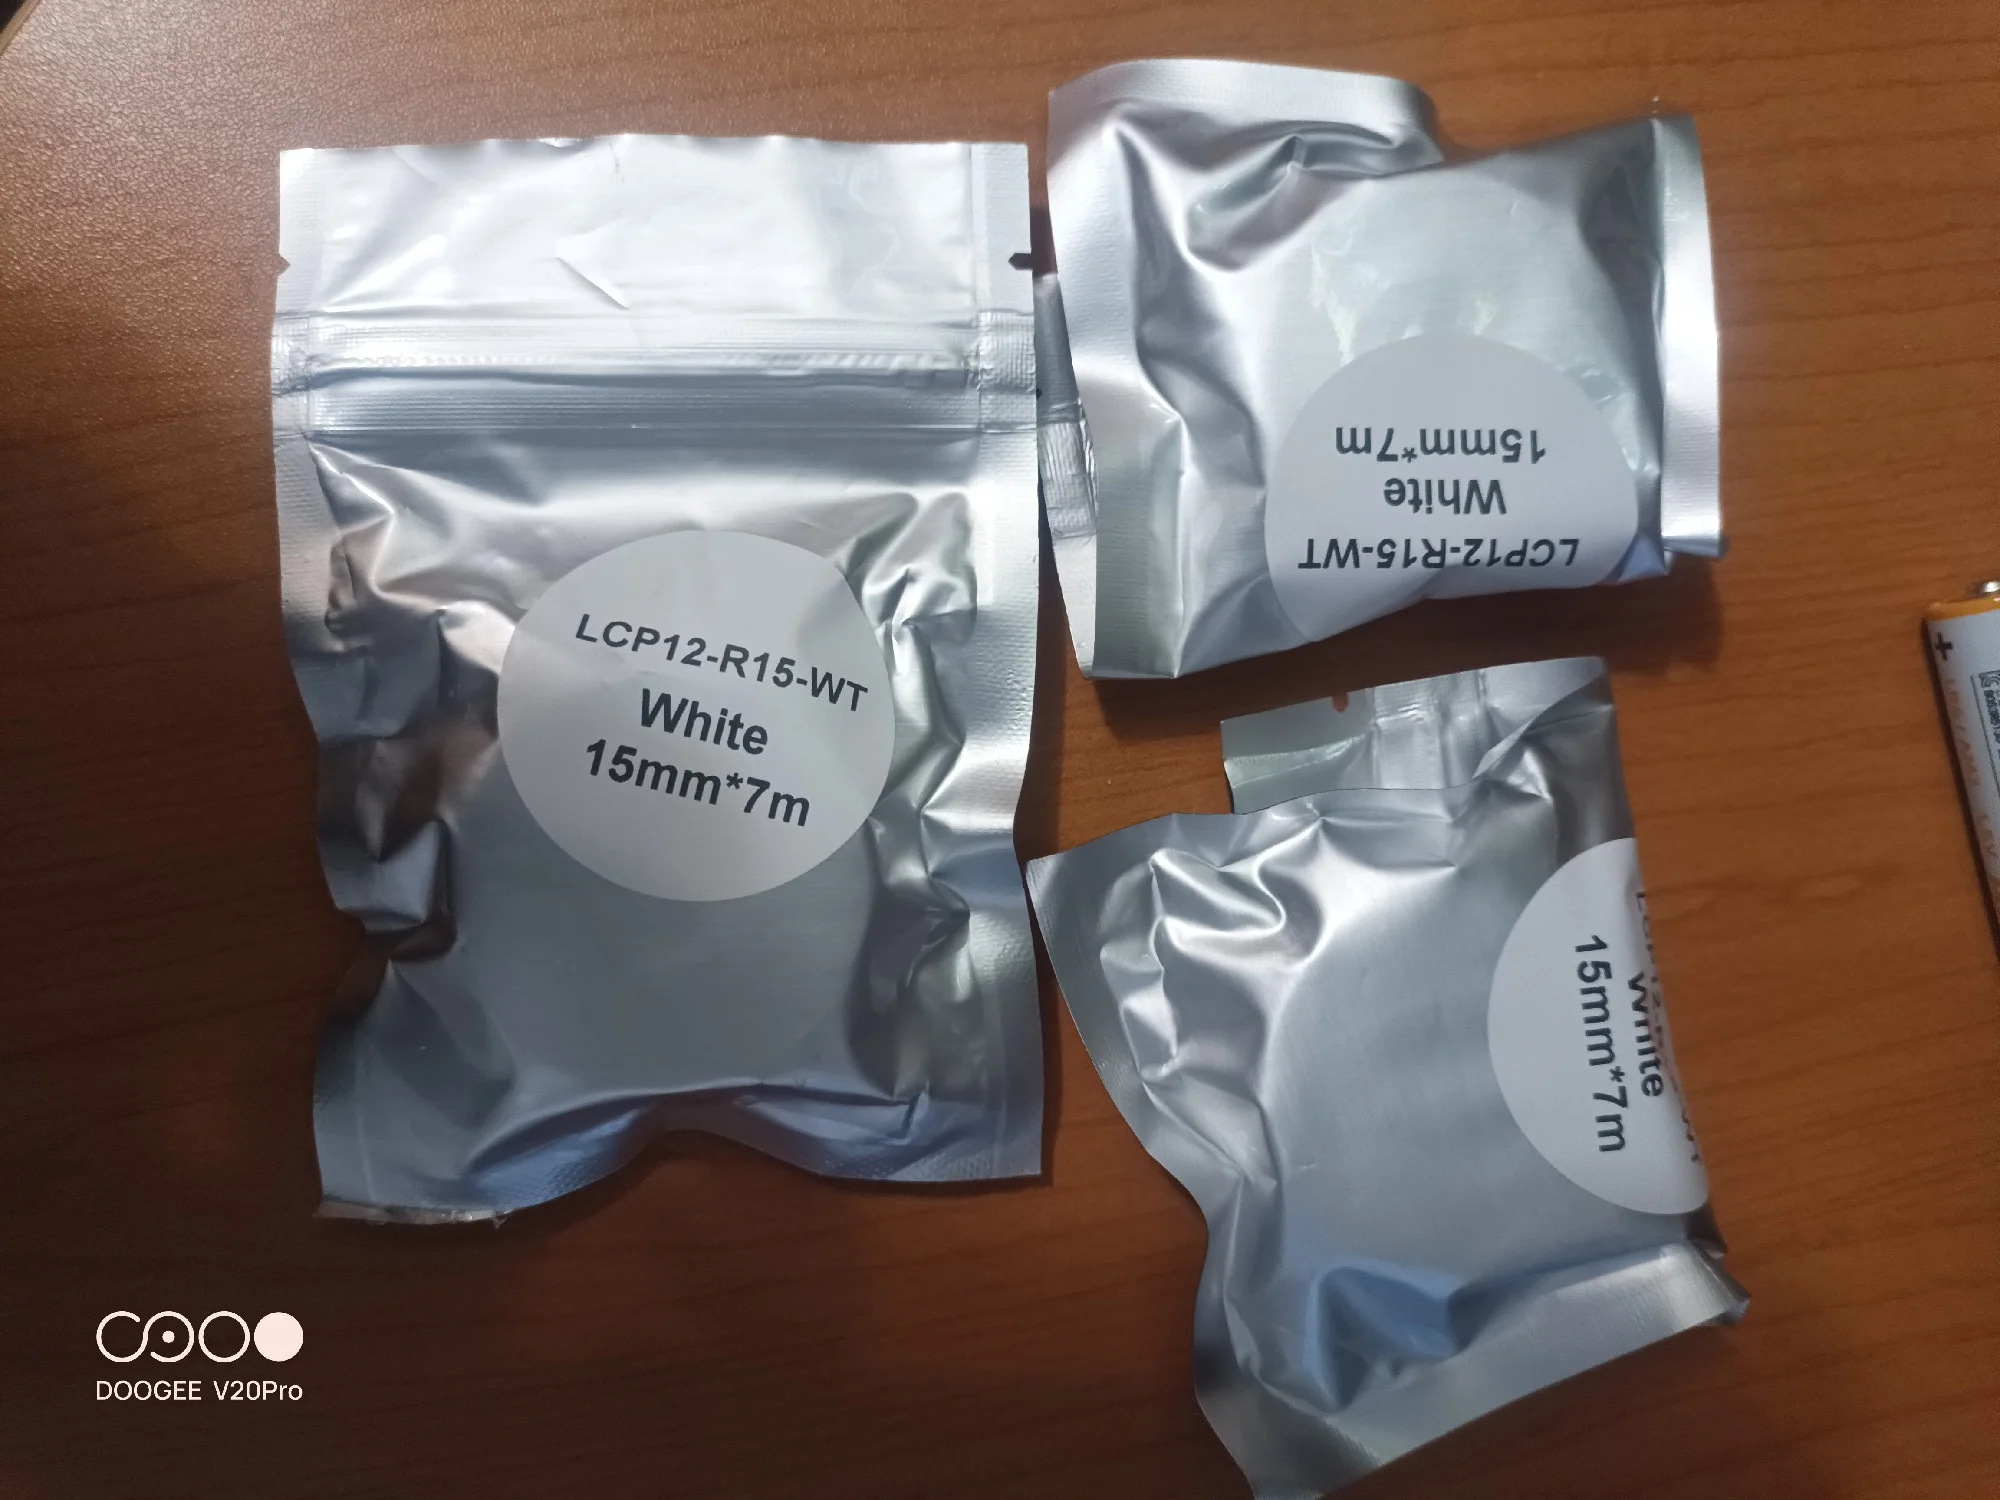 LCP12-R15-WT
White
15mm*7m
LCP12-R15-WT
White
15mm*7m
White
15mm*7m
+
DOOGEE V20Pro